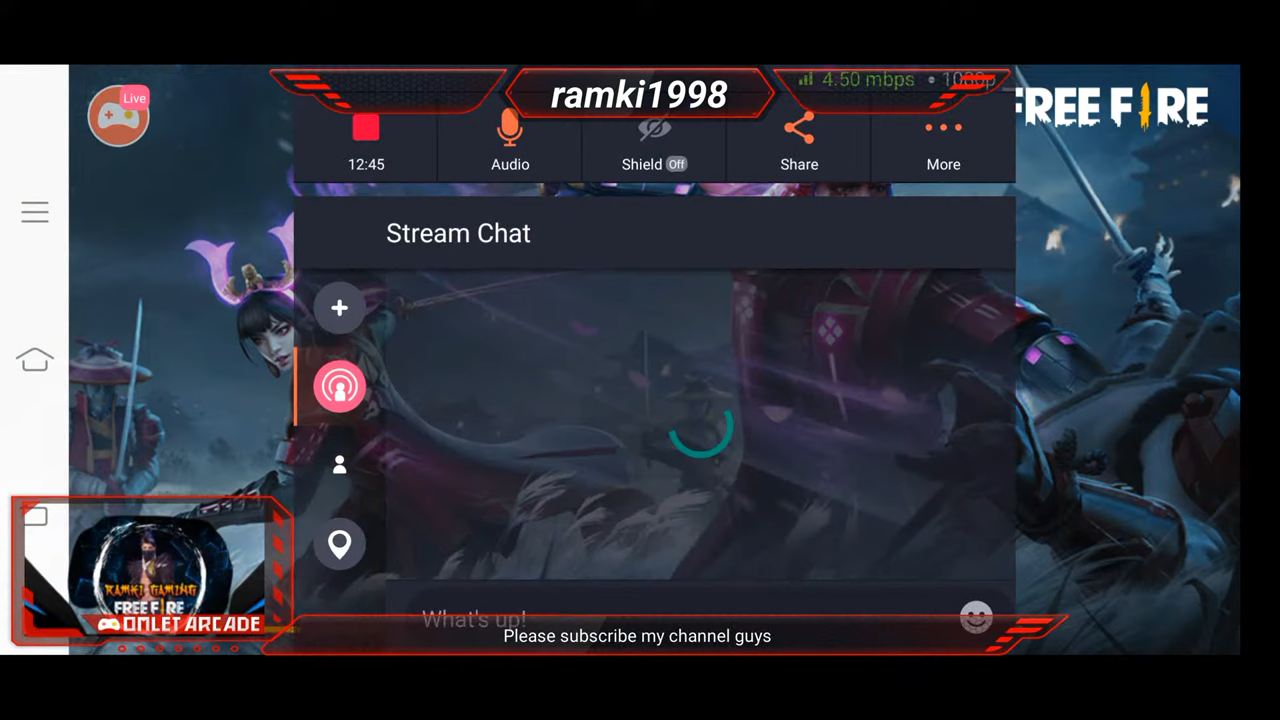 Live
ramki1998
4.50 mbps • 1080p
FREE FIRE
12:45
Audio
Shield Off
Share
More
Stream Chat
RAMKI GAMING
FREE FIRE
OMLET ARCADE
What's up!
Please subscribe my channel guys